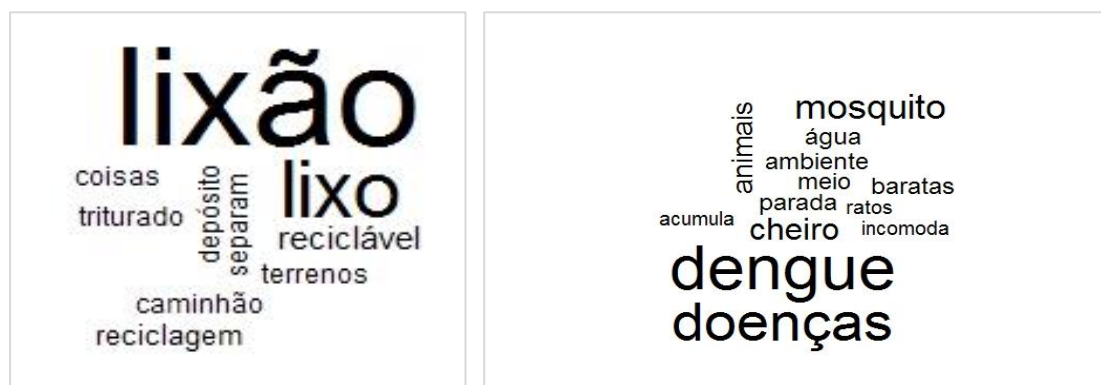 lixão
lixo
coisas
depósito
separam
triturado
reciclável
terrenos
caminhão
reciclagem
animais
mosquito
água
ambiente
meio
baratas
parada
ratos
acumula
cheiro
incomoda
dengue
doenças